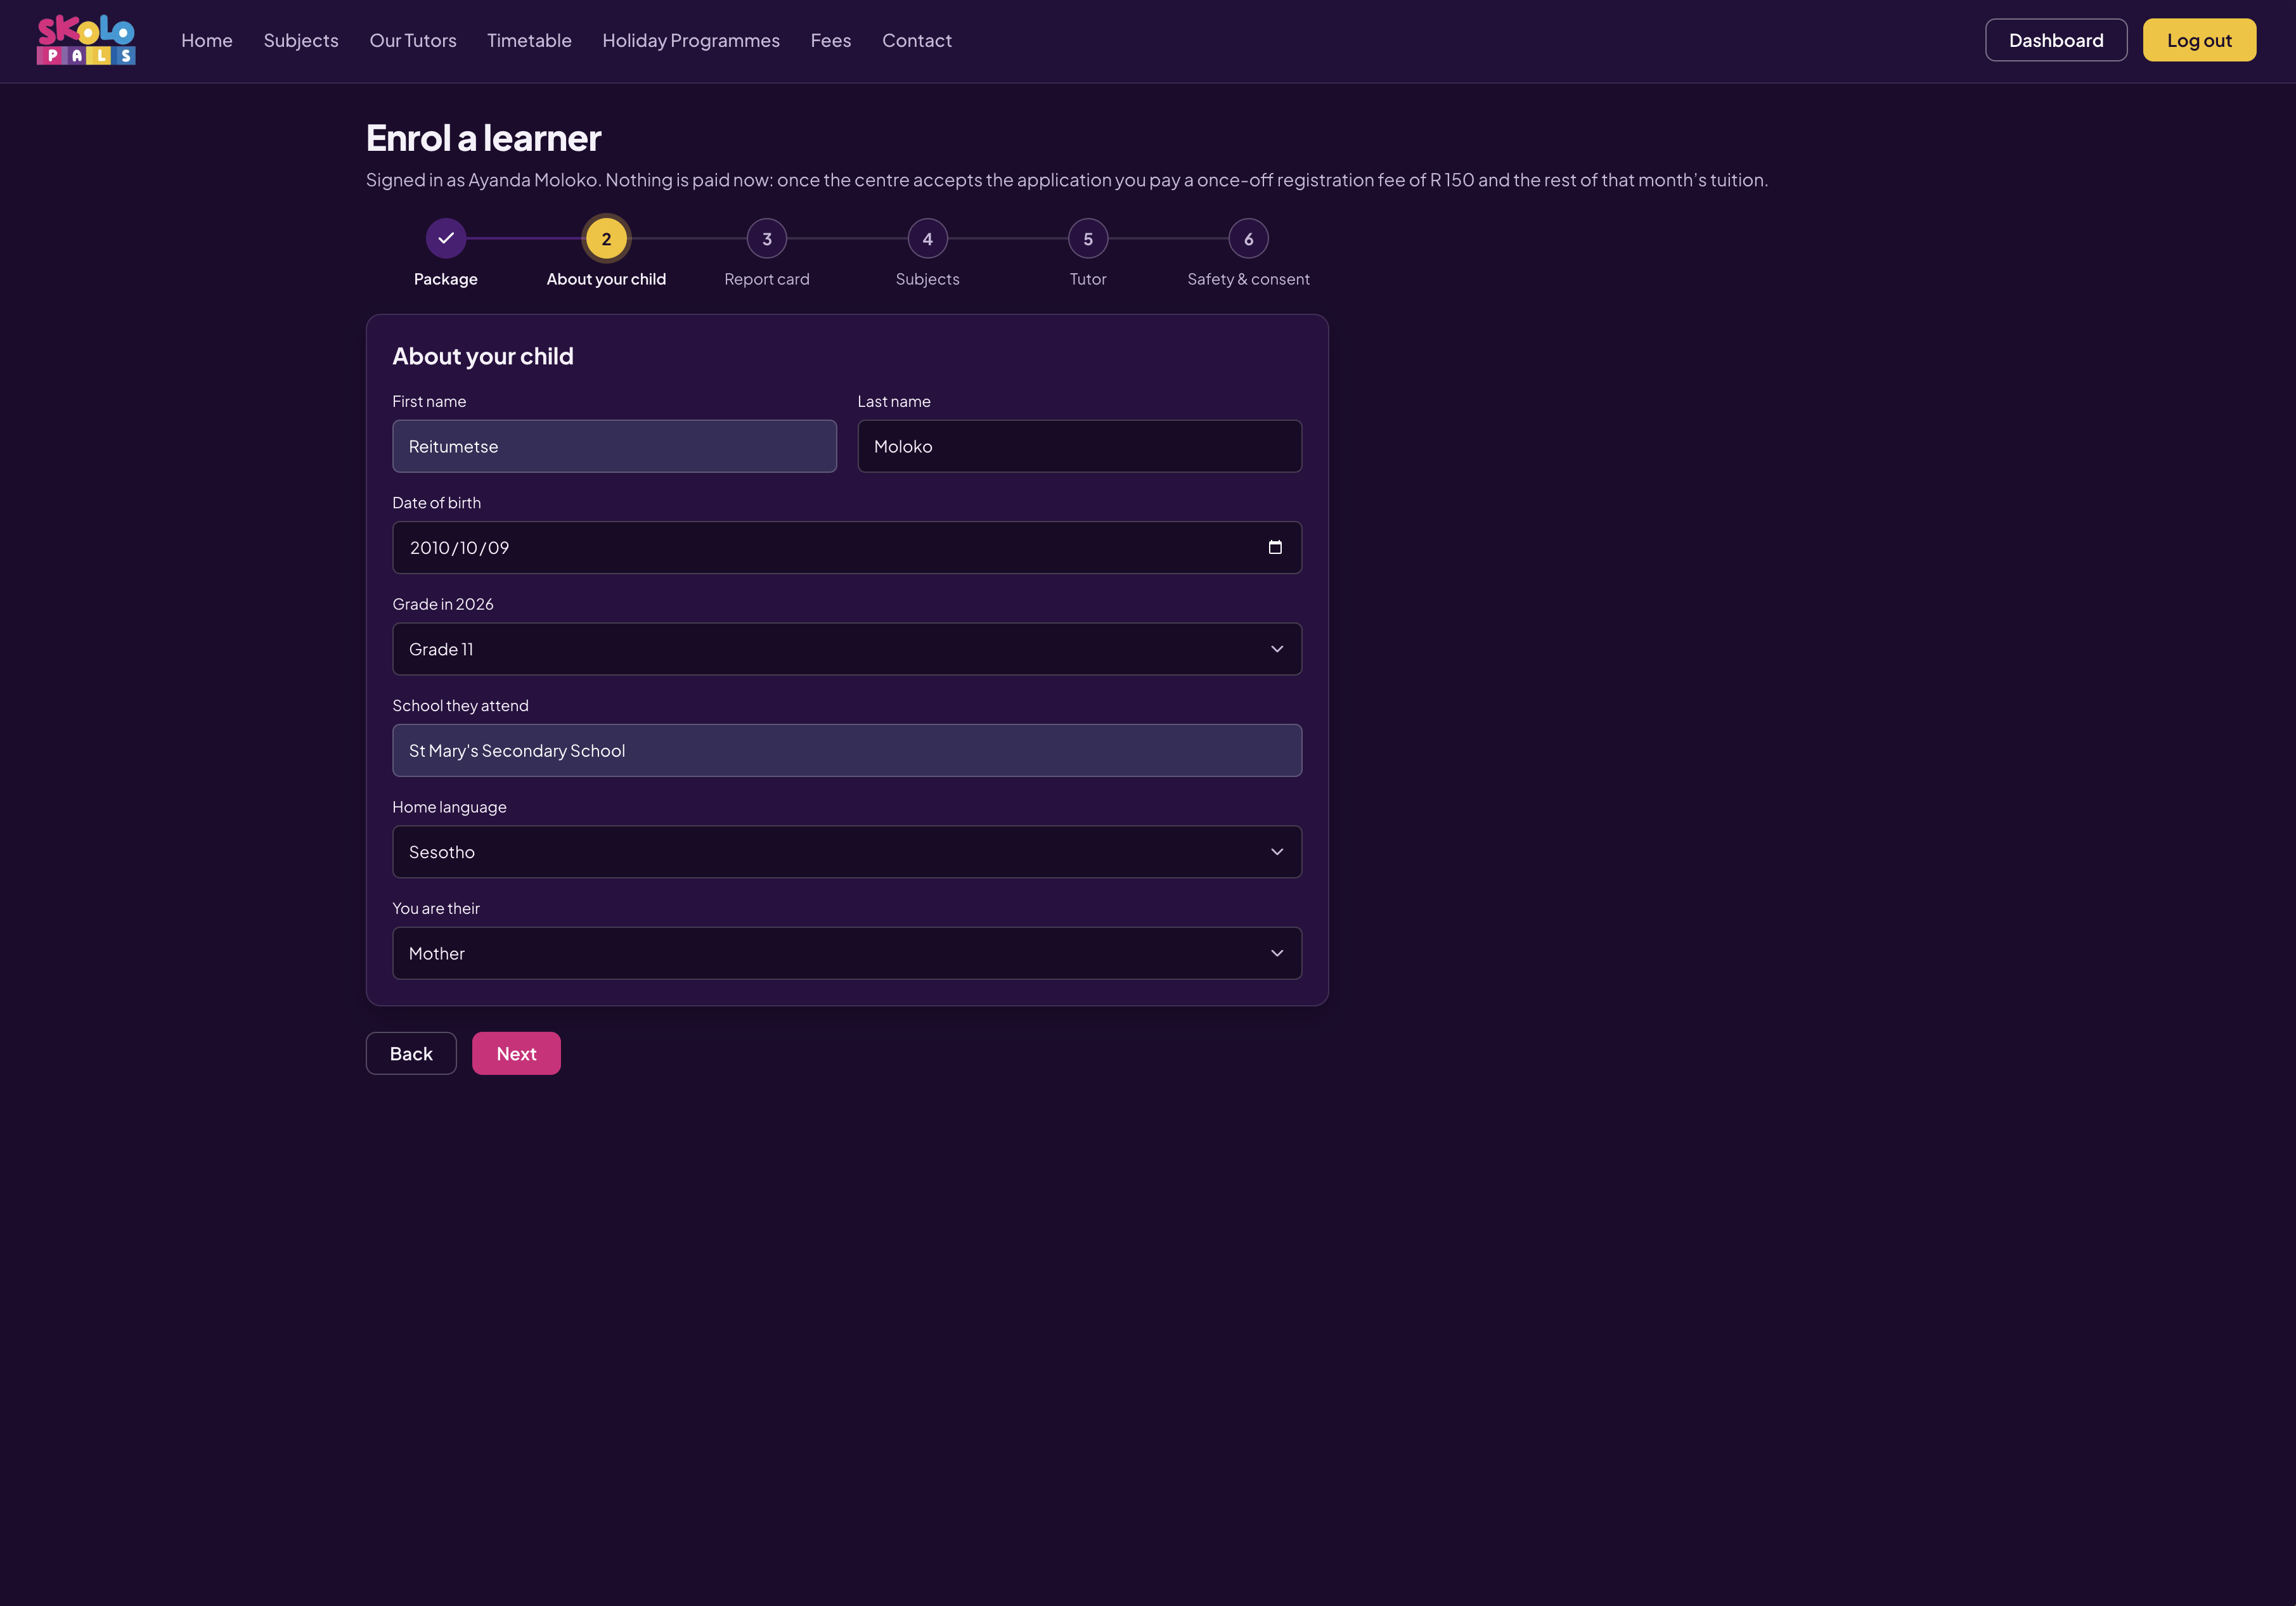 SKOLO
PALS
Home Subjects Our Tutors Timetable Holiday Programmes Fees Contact Dashboard Log out
Enrol a learner
Signed in as Ayanda Moloko. Nothing is paid now: once the centre accepts the application you pay a once-off registration fee of R 150 and the rest of that month’s tuition.
2 3 4 5 6
Package About your child Report card Subjects Tutor Safety & consent
About your child
First name Last name
Reitumetse Moloko
Date of birth
2010/10/09
Grade in 2026
Grade 11
School they attend
St Mary's Secondary School
Home language
Sesotho
You are their
Mother
Back Next